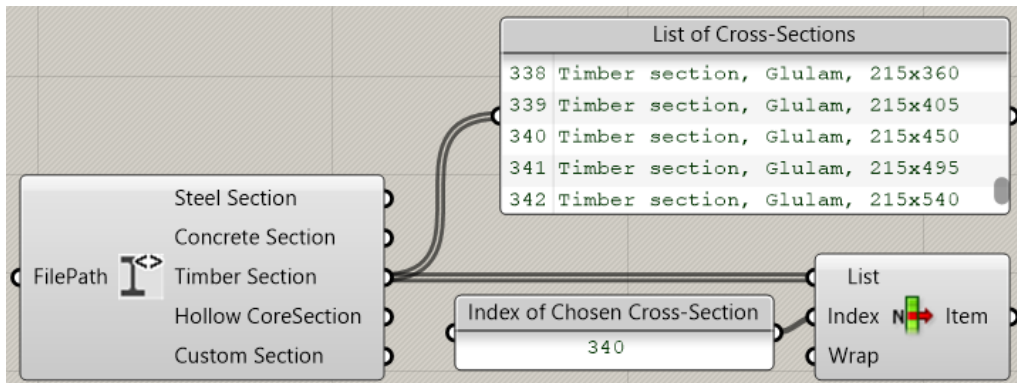 List of Cross-Sections
338 Timber section, Glulam, 215x360
339 Timber section, Glulam, 215x405
340 Timber section, Glulam, 215x450
341 Timber section, Glulam, 215x495
342 Timber section, Glulam, 215x540
FilePath
<>
Steel Section
Concrete Section
Timber Section
Hollow CoreSection
Custom Section
Index of Chosen Cross-Section
340
List
Index N Item
Wrap